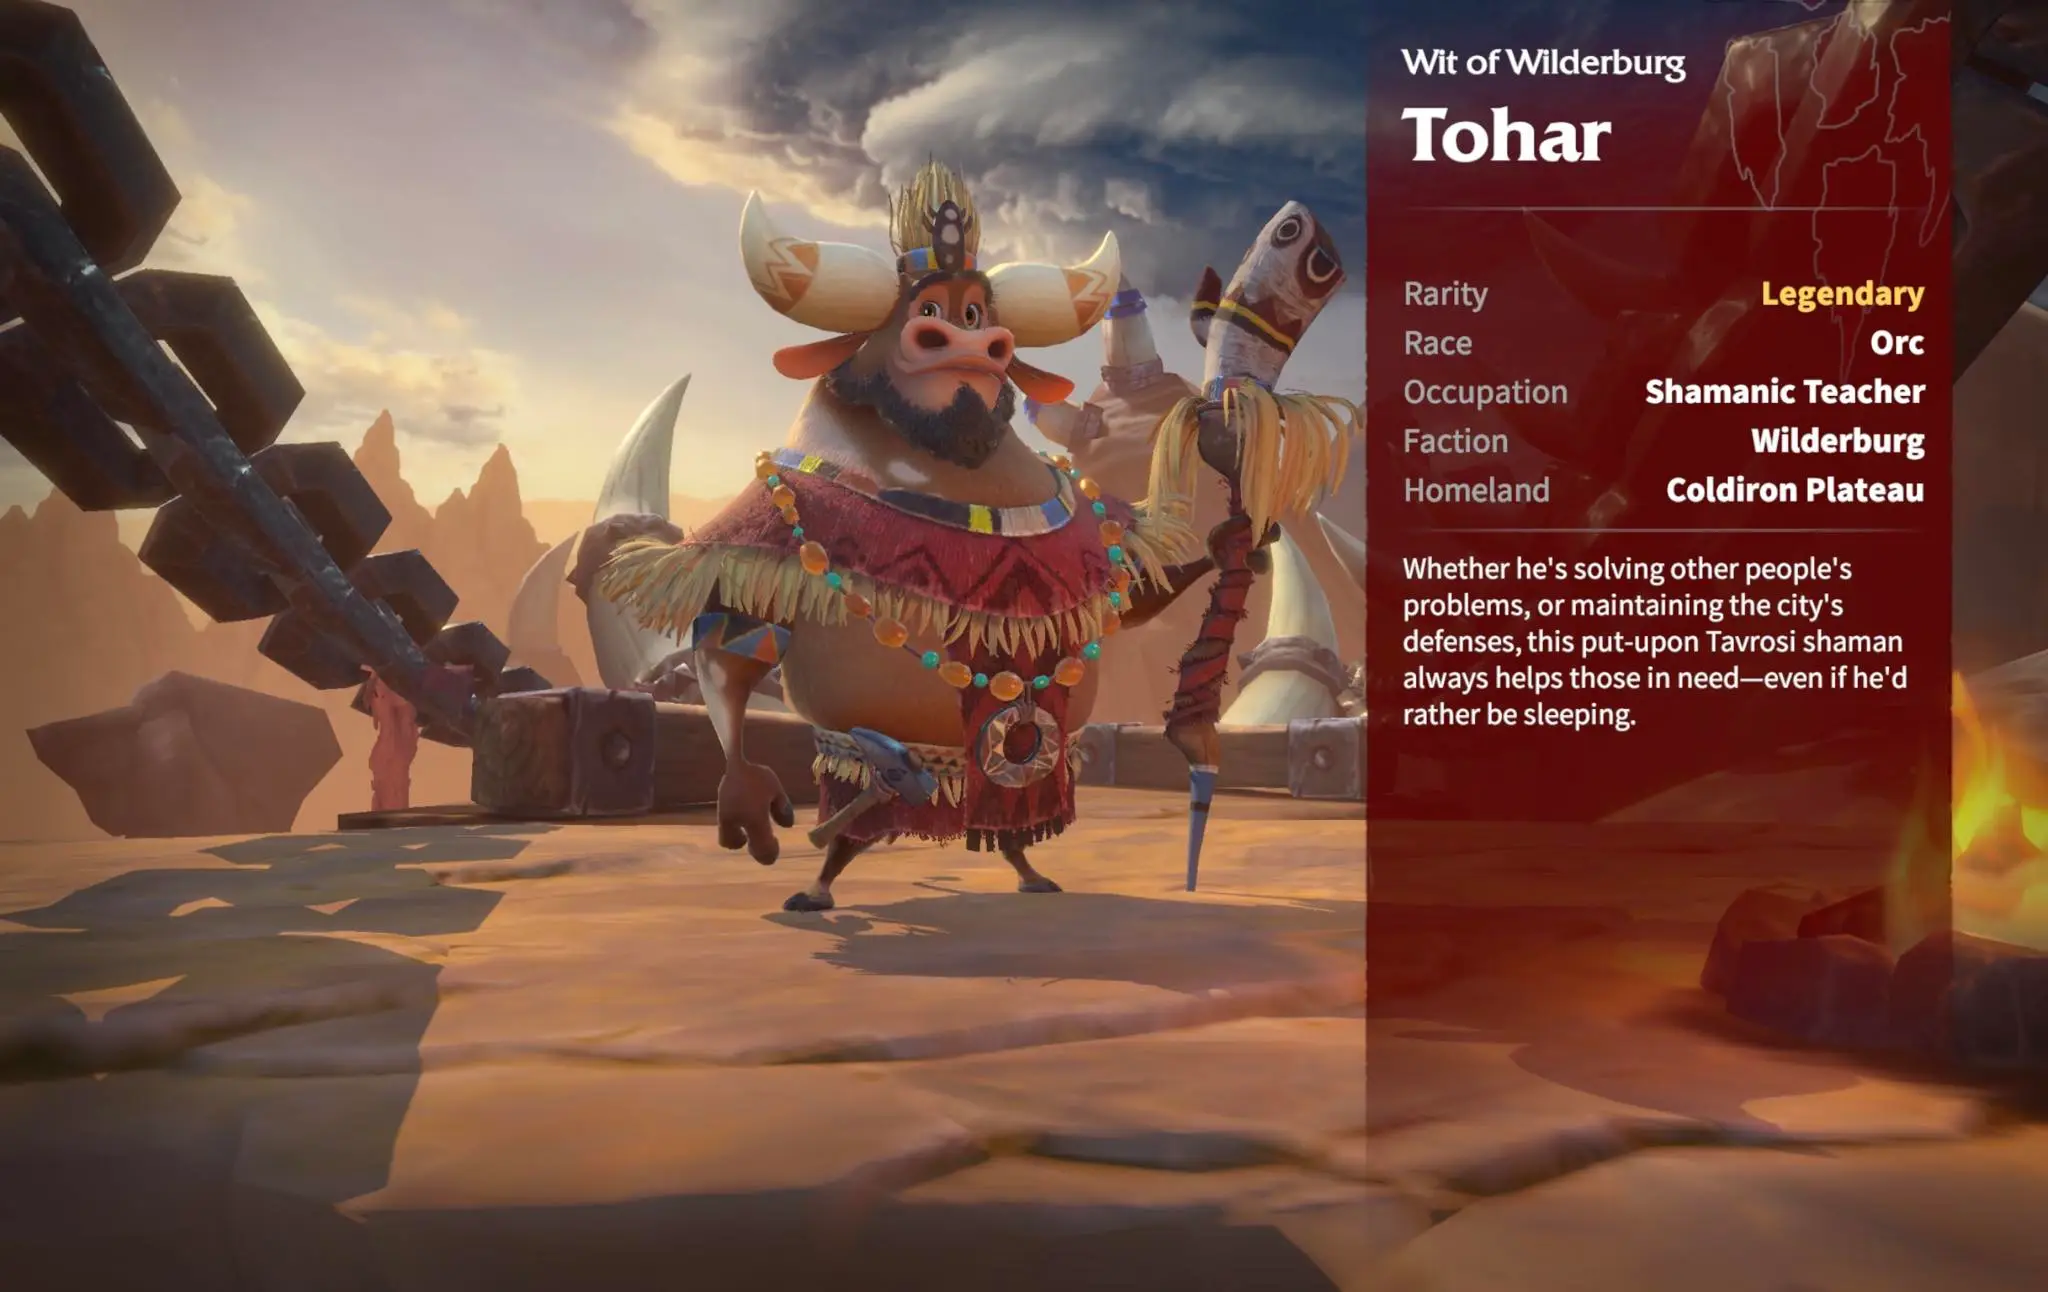 Wit of Wilderburg
Tohar
Rarity Legendary
Race Orc
Occupation Shamanic Teacher
Faction Wilderburg
Homeland Coldiron Plateau
Whether he's solving other people's
problems, or maintaining the city's
defenses, this put-upon Tavrosi shaman
always helps those in need—even if he'd
rather be sleeping.